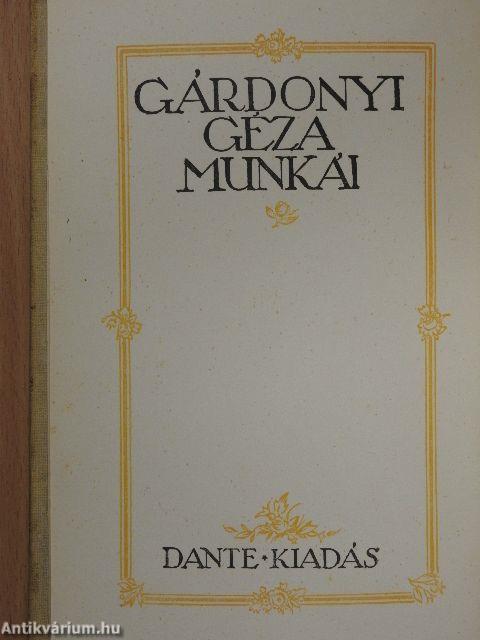 GÁRDONYI
GÉZA
MUNKÁI
DANTE·KIADÁS
Antikvárium.hu